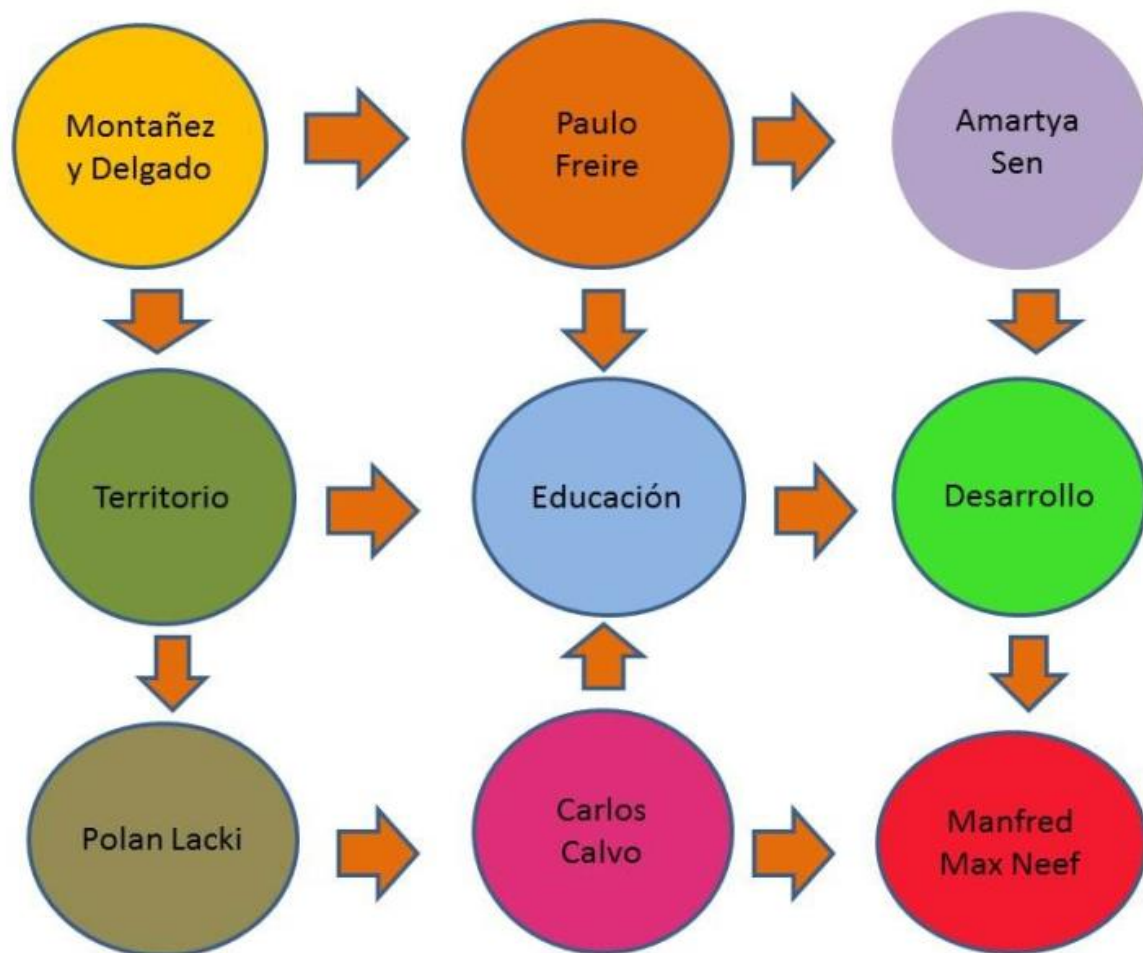 Montañez
y Delgado
Paulo
Freire
Amartya
Sen
Territorio
Educación
Desarrollo
Polan Lacki
Carlos
Calvo
Manfred
Max Neef